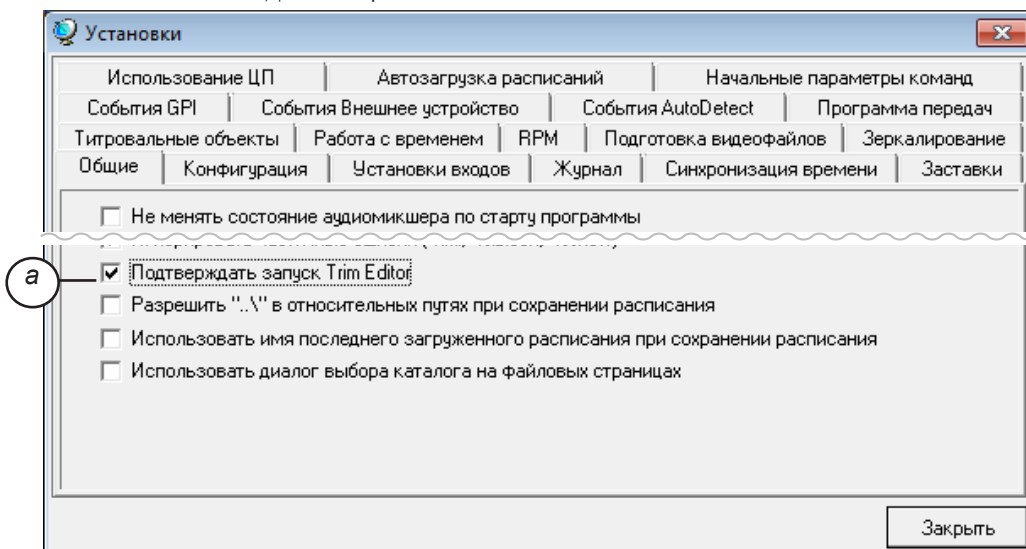 Установки
Использование ЦП Автозагрузка расписаний Начальные параметры команд
События GPI События Внешнее устройство События AutoDetect Программа передач
Титровальные объекты Работа с временем RPM Подготовка видеофайлов Зеркалирование
Общие Конфигурация Установки входов Журнал Синхронизация времени Заставки
Не менять состояние аудиомикшера по старту программы
a Подтверждать запуск Trim Editor
Разрешить "..\" в относительных путях при сохранении расписания
Использовать имя последнего загруженного расписания при сохранении расписания
Использовать диалог выбора каталога на файловых страницах
Закрыть